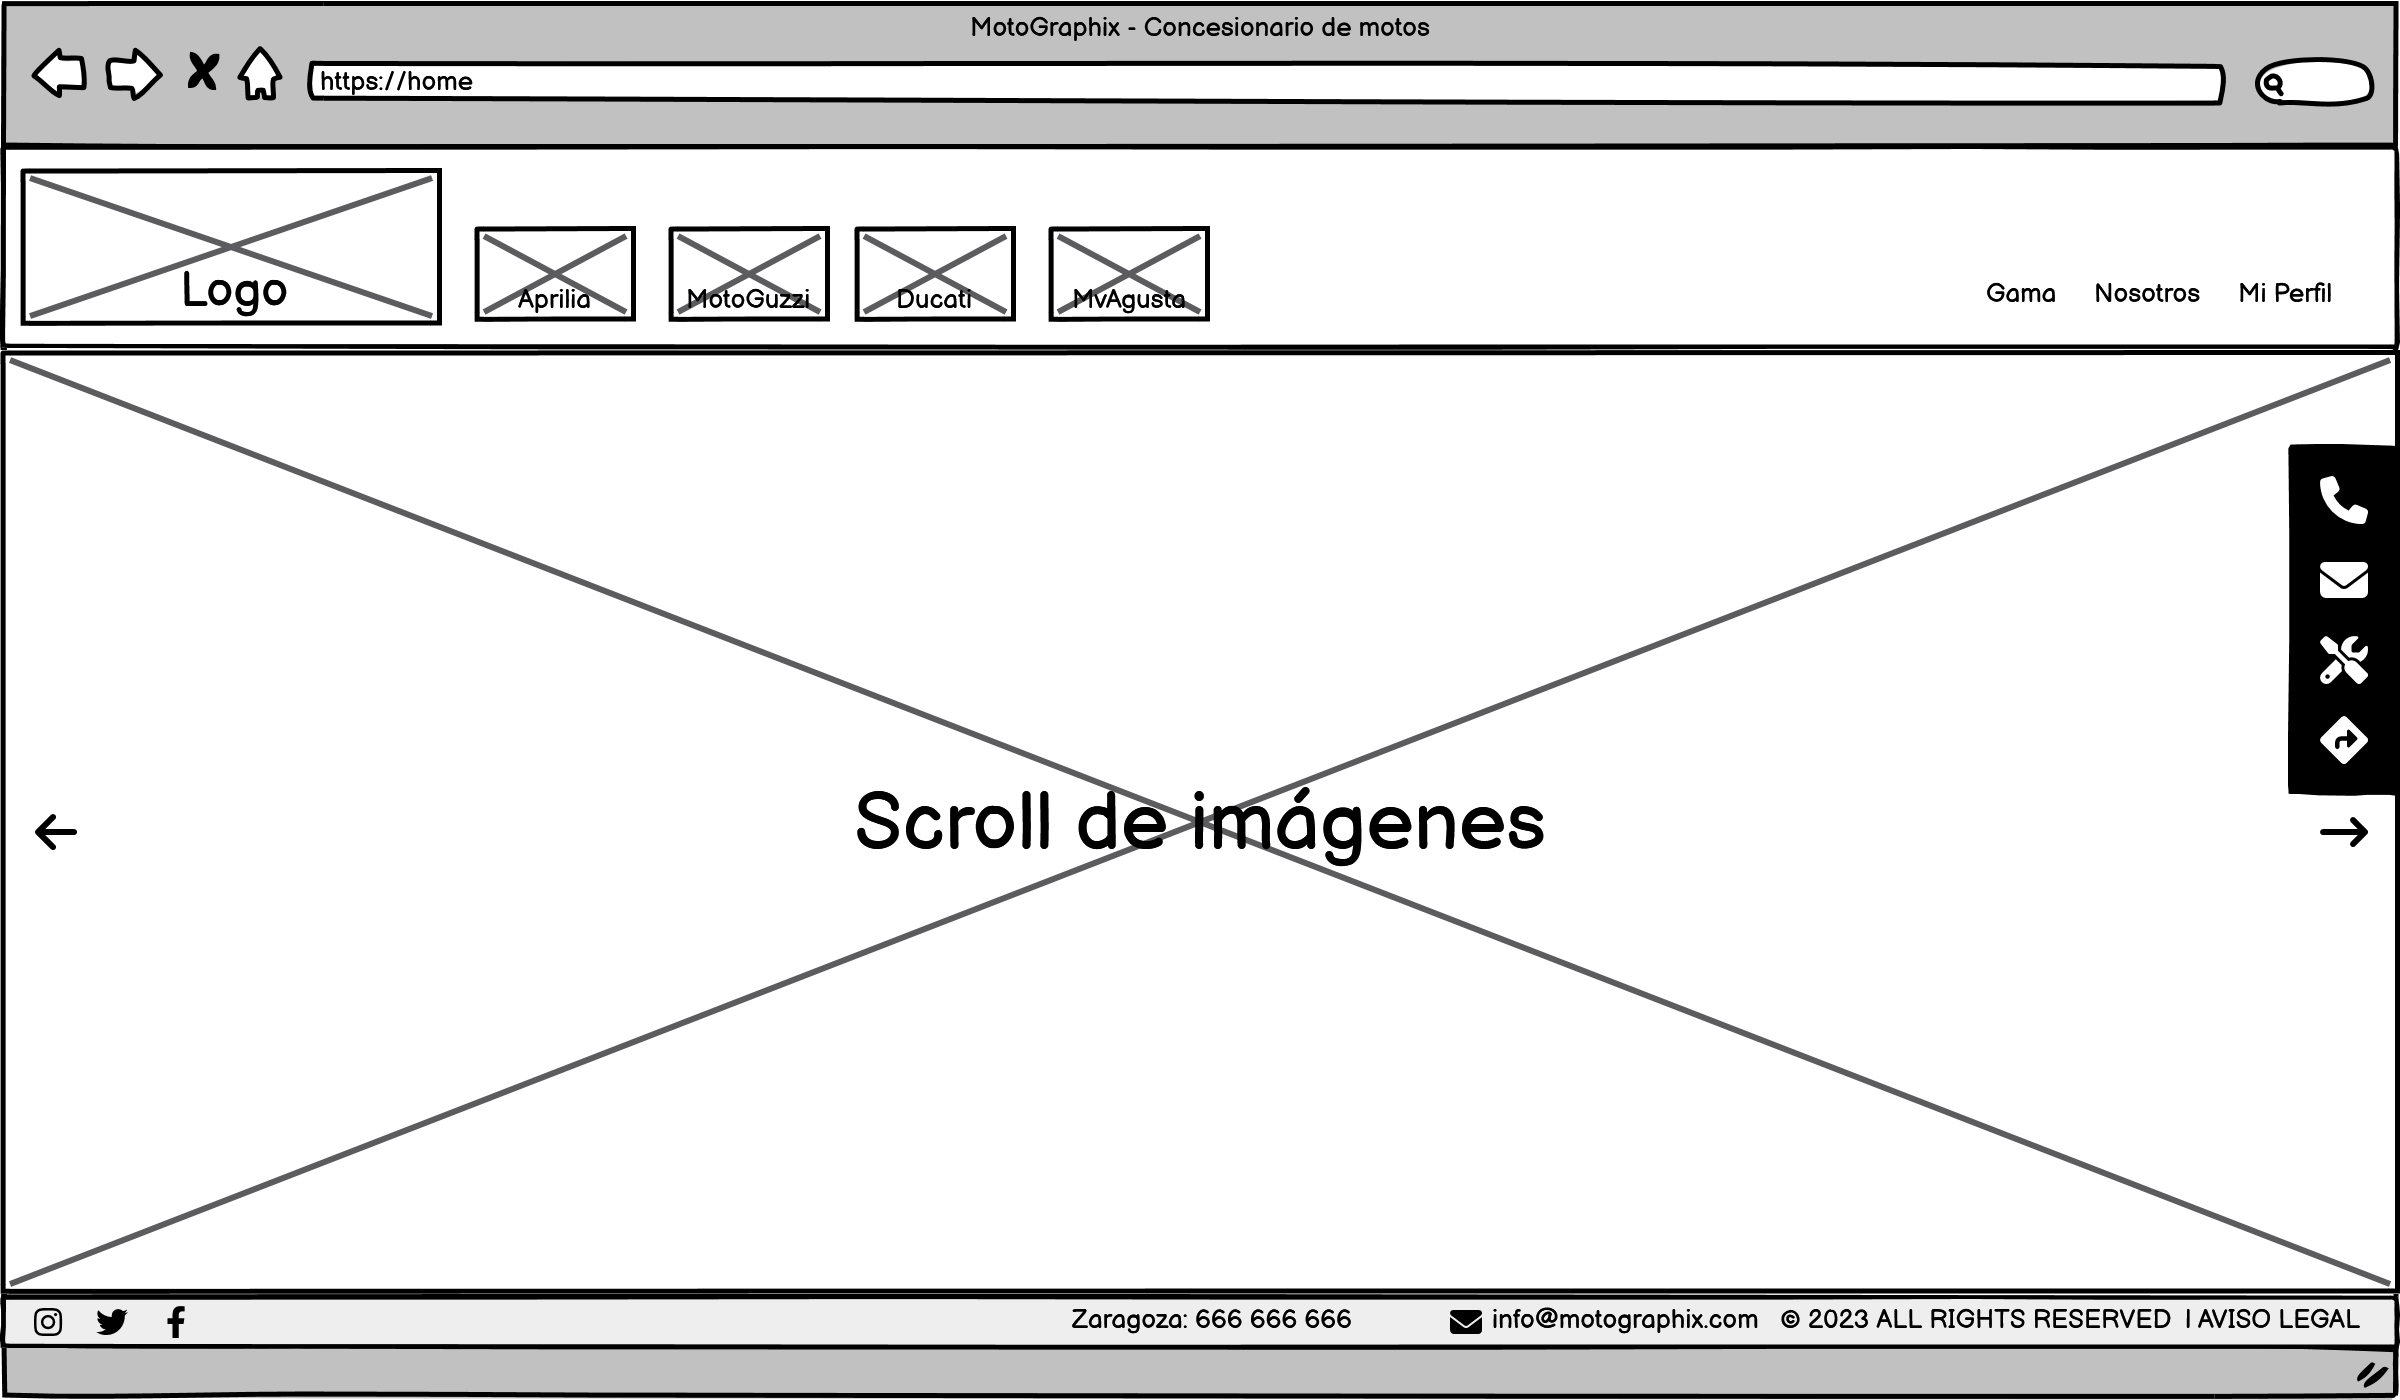 MotoGraphix - Concesionario de motos
https://home
Logo
Aprilia
MotoGuzzi
Ducati
MvAgusta
Gama
Nosotros
Mi Perfil
Scroll de imágenes
Zaragoza: 666 666 666
info@motographix.com
© 2023 ALL RIGHTS RESERVED | AVISO LEGAL